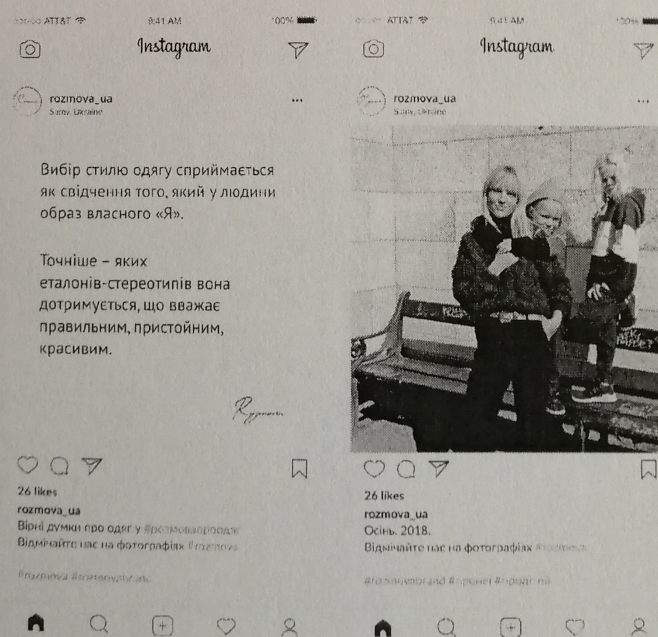 AT&T 9:41 AM 100%
Instagram
rozmova_ua
Sumy, Ukraine
Вибір стилю одягу сприймається
як свідчення того, який у людини
образ власного «Я».
Точніше – яких
еталонів-стереотипів вона
дотримується, що вважає
правильним, пристойним,
красивим.
26 likes
rozmova_ua
Вірні думки про одяг у
Відмічайте нас на фотографіях #rozmova
#rozmova
AT&T 9:41 AM
Instagram
rozmova_ua
Sumy, Ukraine
26 likes
rozmova_ua
Осінь. 2018.
Відмічайте нас на фотографіях #rozmova